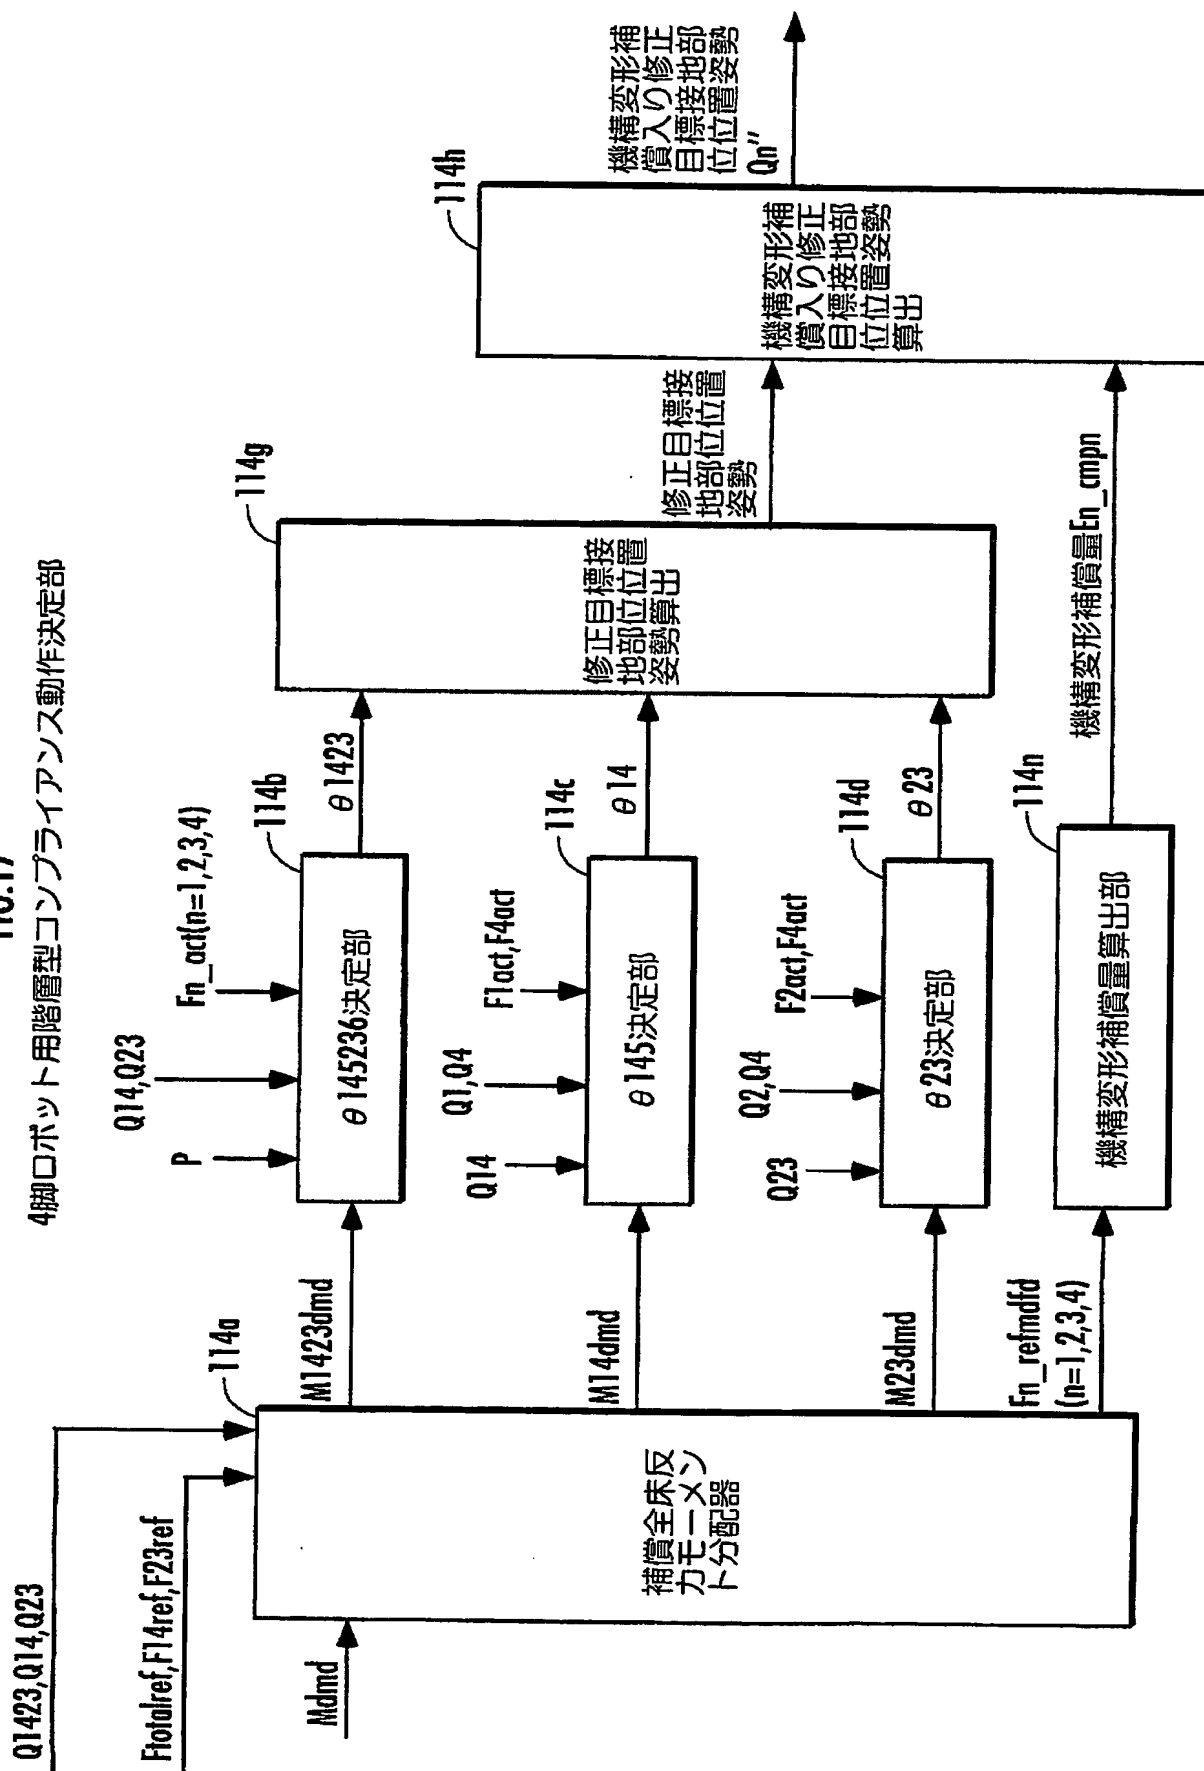 FIG.17
4脚ロボット用階層型コンプライアンス動作決定部
Q1423,Q14,Q23
Ftotalref,F14ref,F23ref
Mdmd
114a
補償全床反
力モーメン
ト分配器
M1423dmd
M14dmd
M23dmd
Fn_refmdfd
(n=1,2,3,4)
P
Q14,Q23
Fn_act(n=1,2,3,4)
114b
θ145236決定部
θ1423
Q14
Q1,Q4
F1act,F4act
114c
θ145決定部
θ14
Q23
Q2,Q4
F2act,F4act
114d
θ23決定部
θ23
114n
機構変形補償量算出部
機構変形補償量En_cmpn
114g
修正目標接
地部位位置
姿勢算出
修正目標接
地部位位置
姿勢
114h
機構変形補
償入り修正
目標接地部
位位置姿勢
算出
機構変形補
償入り修正
目標接地部
位位置姿勢
Qn''